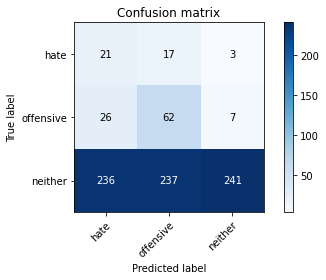 Confusion matrix
hate 21 17 3
offensive 26 62 7
neither 236 237 241
hate offensive neither
True label
Predicted label
200
150
100
50